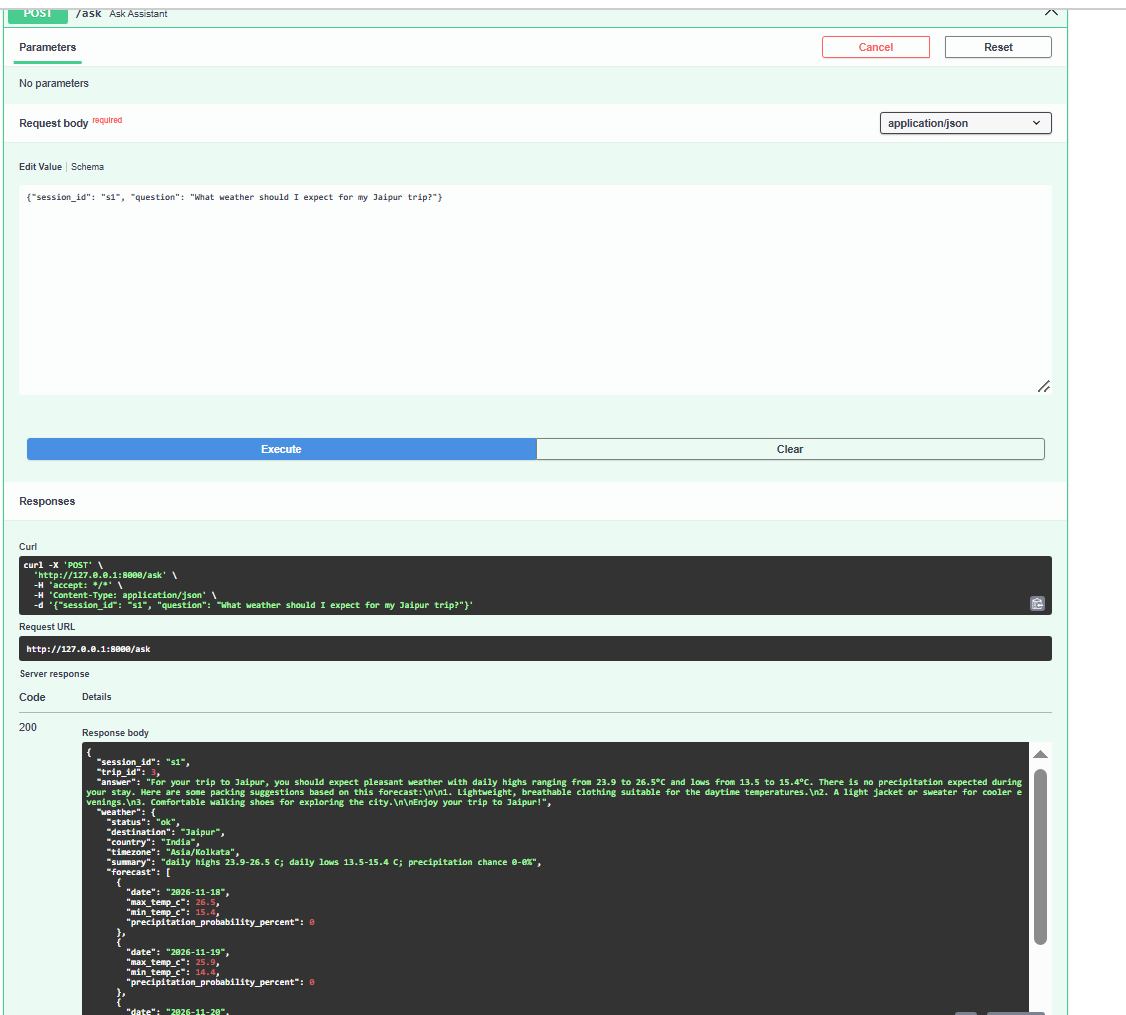 POST /ask Ask Assistant
Parameters
Cancel
Reset
No parameters
Request body required
application/json
Edit Value | Schema
{"session_id": "s1", "question": "What weather should I expect for my Jaipur trip?"}
Execute
Clear
Responses
Curl
curl -X 'POST' \
  'http://127.0.0.1:8000/ask' \
  -H 'accept: */*' \
  -H 'Content-Type: application/json' \
  -d '{"session_id": "s1", "question": "What weather should I expect for my Jaipur trip?"}'
Request URL
http://127.0.0.1:8000/ask
Server response
Code Details
200
Response body
{
  "session_id": "s1",
  "trip_id": 3,
  "answer": "For your trip to Jaipur, you should expect pleasant weather with daily highs ranging from 23.9 to 26.5°C and lows from 13.5 to 15.4°C. There is no precipitation expected during
your stay. Here are some packing suggestions based on this forecast:\n\n1. Lightweight, breathable clothing suitable for the daytime temperatures.\n2. A light jacket or sweater for cooler e
venings.\n3. Comfortable walking shoes for exploring the city.\n\nEnjoy your trip to Jaipur!",
  "weather": {
    "status": "ok",
    "destination": "Jaipur",
    "country": "India",
    "timezone": "Asia/Kolkata",
    "summary": "daily highs 23.9-26.5 C; daily lows 13.5-15.4 C; precipitation chance 0-0%",
    "forecast": [
      {
        "date": "2026-11-18",
        "max_temp_c": 26.5,
        "min_temp_c": 15.4,
        "precipitation_probability_percent": 0
      },
      {
        "date": "2026-11-19",
        "max_temp_c": 25.9,
        "min_temp_c": 14.4,
        "precipitation_probability_percent": 0
      },
      {
        "date": "2026-11-20",